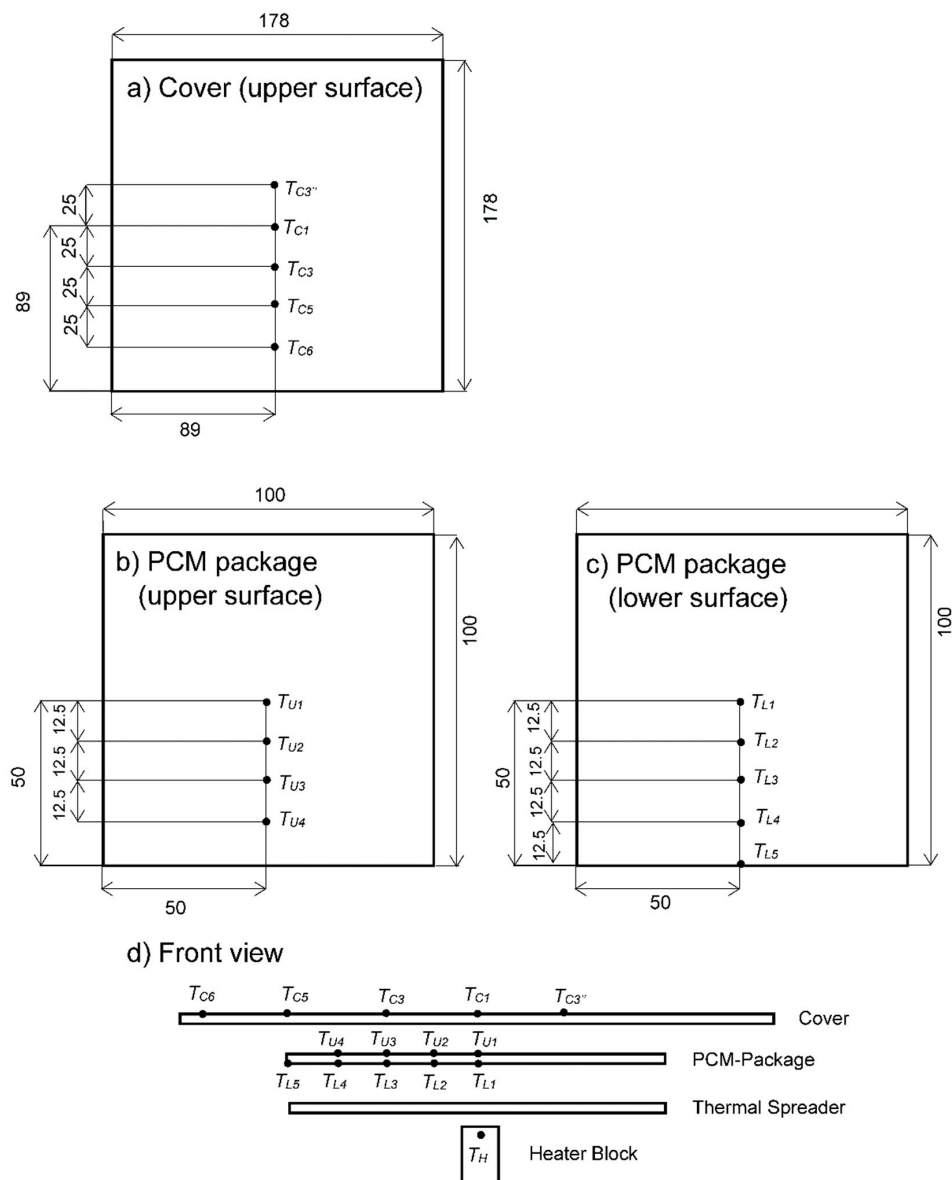 178
a) Cover (upper surface)
178
25
25
25
25
89
T_C3''
T_C1
T_C3
T_C5
T_C6
89
100
b) PCM package
(upper surface)
100
50
12.5
12.5
12.5
T_U1
T_U2
T_U3
T_U4
50
c) PCM package
(lower surface)
100
50
12.5
12.5
12.5
12.5
T_L1
T_L2
T_L3
T_L4
T_L5
50
d) Front view
T_C6 T_C5 T_C3 T_C1 T_C3''
Cover
T_U4 T_U3 T_U2 T_U1
PCM-Package
T_L5 T_L4 T_L3 T_L2 T_L1
Thermal Spreader
T_H
Heater Block